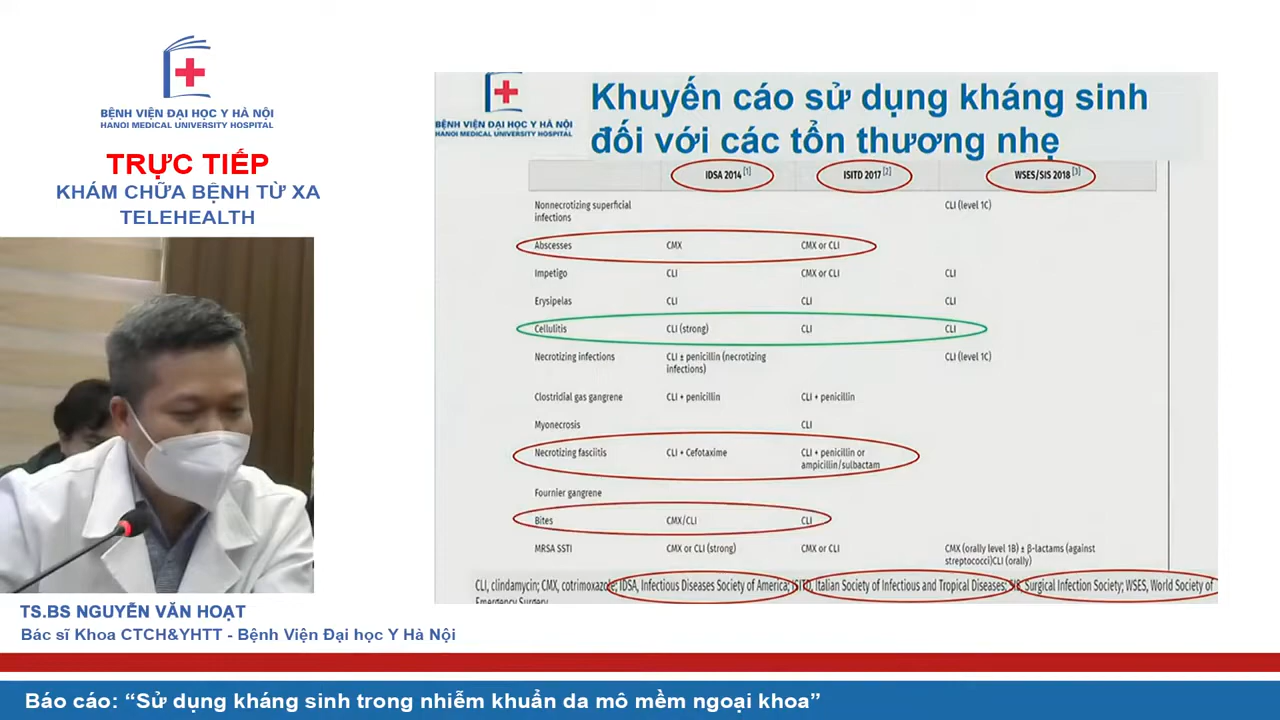 BỆNH VIỆN ĐẠI HỌC Y HÀ NỘI
HANOI MEDICAL UNIVERSITY HOSPITAL
TRỰC TIẾP
KHÁM CHỮA BỆNH TỪ XA
TELEHEALTH
BỆNH VIỆN ĐẠI HỌC Y HÀ NỘI
HANOI MEDICAL UNIVERSITY HOSPITAL
Khuyến cáo sử dụng kháng sinh
đối với các tổn thương nhẹ
IDSA 2014 [1] ISITD 2017 [2] WSES/SIS 2018 [3]
Nonnecrotizing superficial infections CLI (level 1C)
Abscesses CMX CMX or CLI
Impetigo CLI CMX or CLI CLI
Erysipelas CLI CLI CLI
Cellulitis CLI (strong) CLI CLI
Necrotizing infections CLI ± penicillin (necrotizing infections) CLI (level 1C)
Clostridial gas gangrene CLI + penicillin CLI + penicillin
Myonecrosis CLI
Necrotizing fasciitis CLI + Cefotaxime CLI + penicillin or ampicillin/sulbactam
Fournier gangrene
Bites CMX/CLI CLI
MRSA SSTI CMX or CLI (strong) CMX or CLI CMX (orally level 1B) ± β-lactams (against streptococci)CLI (orally)
CLI, clindamycin; CMX, cotrimoxazole; IDSA, Infectious Diseases Society of America; ISITD, Italian Society of Infectious and Tropical Diseases; SIS, Surgical Infection Society; WSES, World Society of
Emergency Surgery
TS.BS NGUYỄN VĂN HOẠT
Bác sĩ Khoa CTCH&YHTT - Bệnh Viện Đại học Y Hà Nội
Báo cáo: “Sử dụng kháng sinh trong nhiễm khuẩn da mô mềm ngoại khoa”